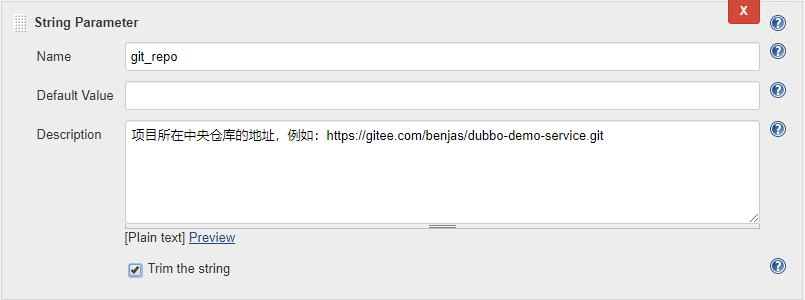 String Parameter
X
Name
git_repo
Default Value
Description
项目所在中央仓库的地址，例如：https://gitee.com/benjas/dubbo-demo-service.git
[Plain text] Preview
Trim the string